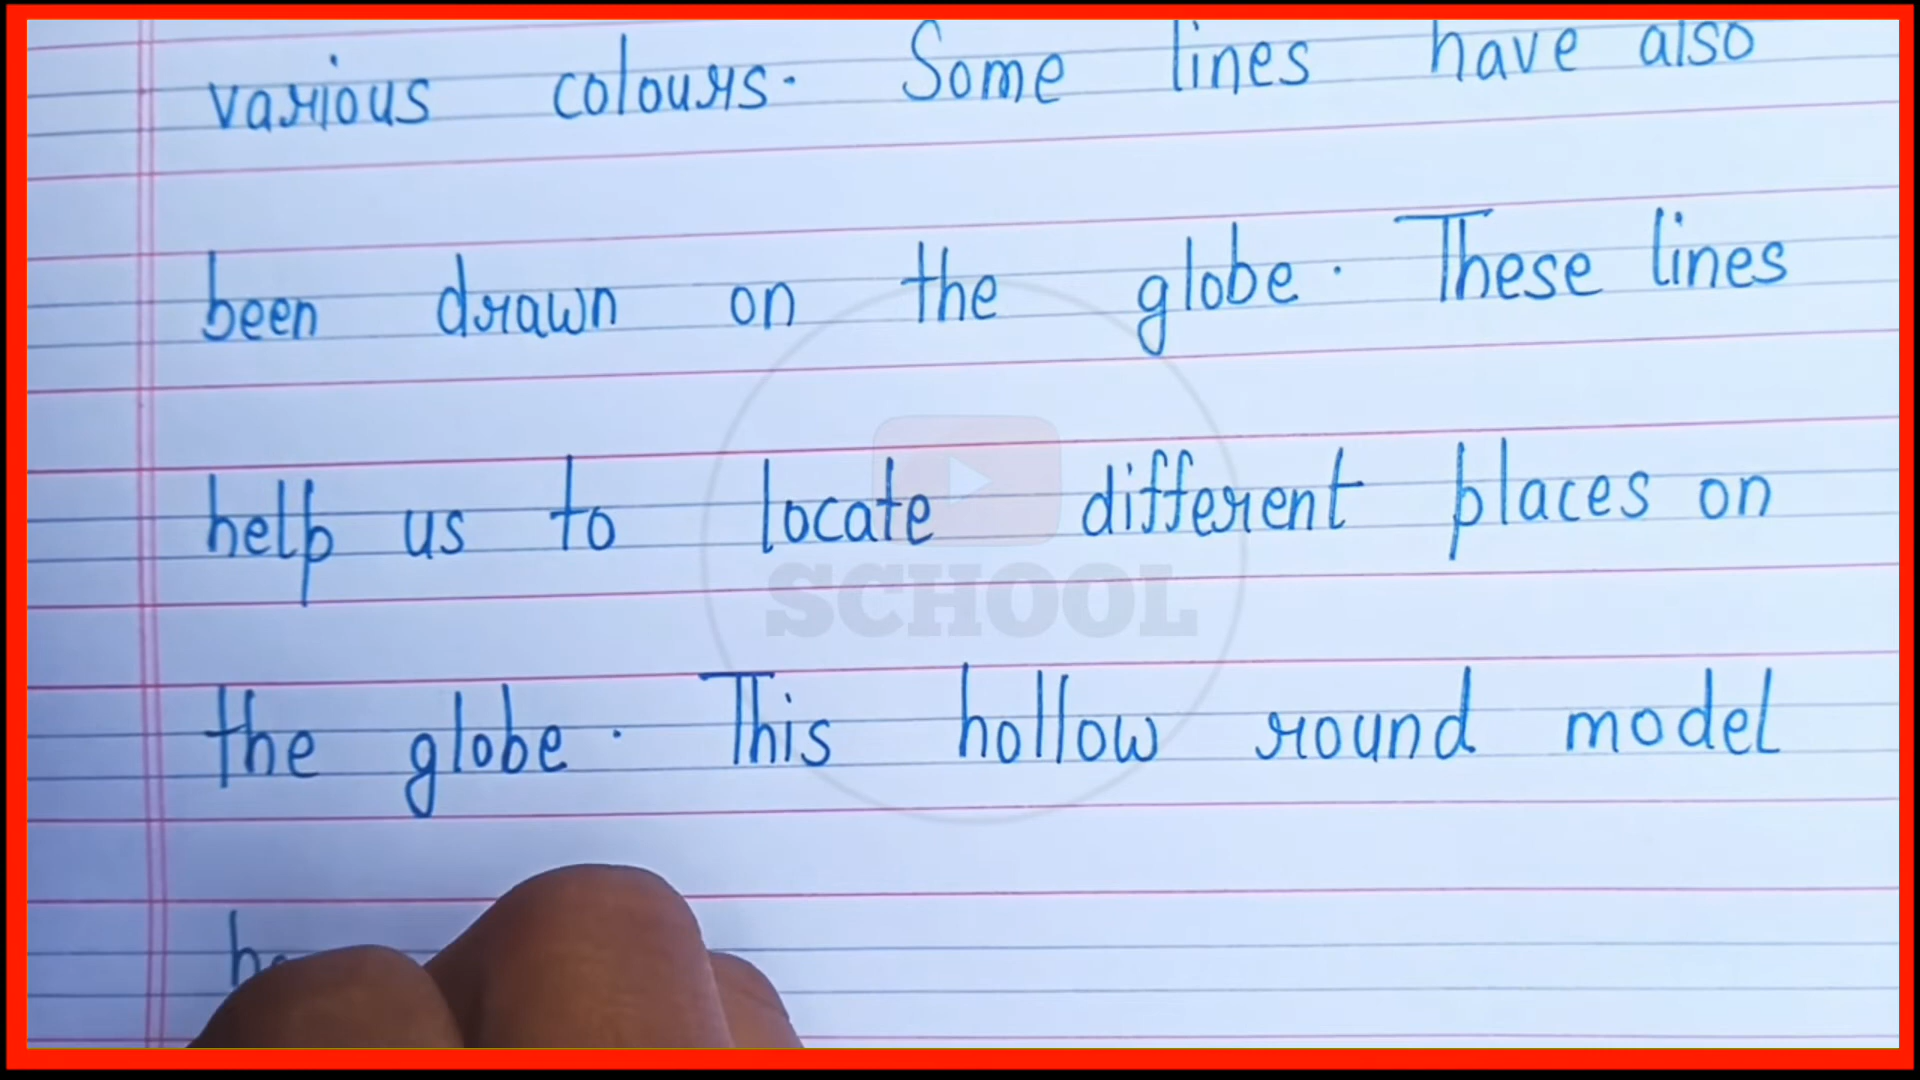 various colours. Some lines have also
been drawn on the globe. These lines
help us to locate different places on
SCHOOL
the globe. This hollow round model